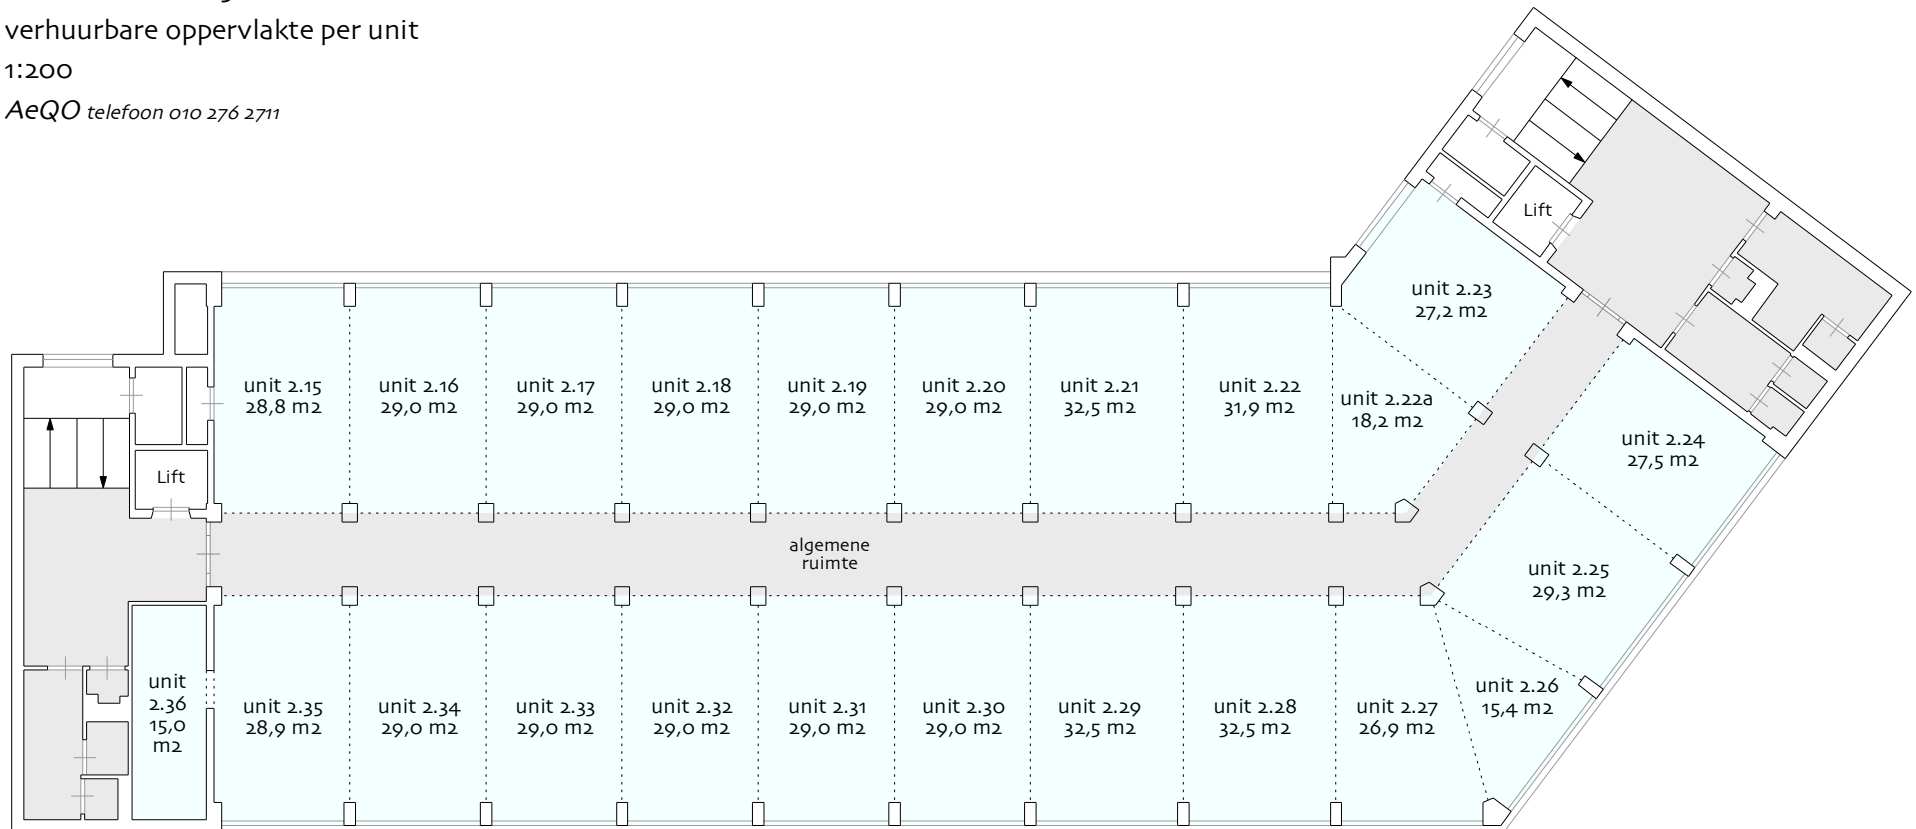 verhuurbare oppervlakte per unit
1:200
AeQO telefoon 010 276 2711
Lift
unit 2.23
27,2 m2
unit 2.15
28,8 m2
unit 2.16
29,0 m2
unit 2.17
29,0 m2
unit 2.18
29,0 m2
unit 2.19
29,0 m2
unit 2.20
29,0 m2
unit 2.21
32,5 m2
unit 2.22
31,9 m2
unit 2.22a
18,2 m2
unit 2.24
27,5 m2
Lift
algemene
ruimte
unit 2.25
29,3 m2
unit
2.36
15,0
m2
unit 2.35
28,9 m2
unit 2.34
29,0 m2
unit 2.33
29,0 m2
unit 2.32
29,0 m2
unit 2.31
29,0 m2
unit 2.30
29,0 m2
unit 2.29
32,5 m2
unit 2.28
32,5 m2
unit 2.27
26,9 m2
unit 2.26
15,4 m2